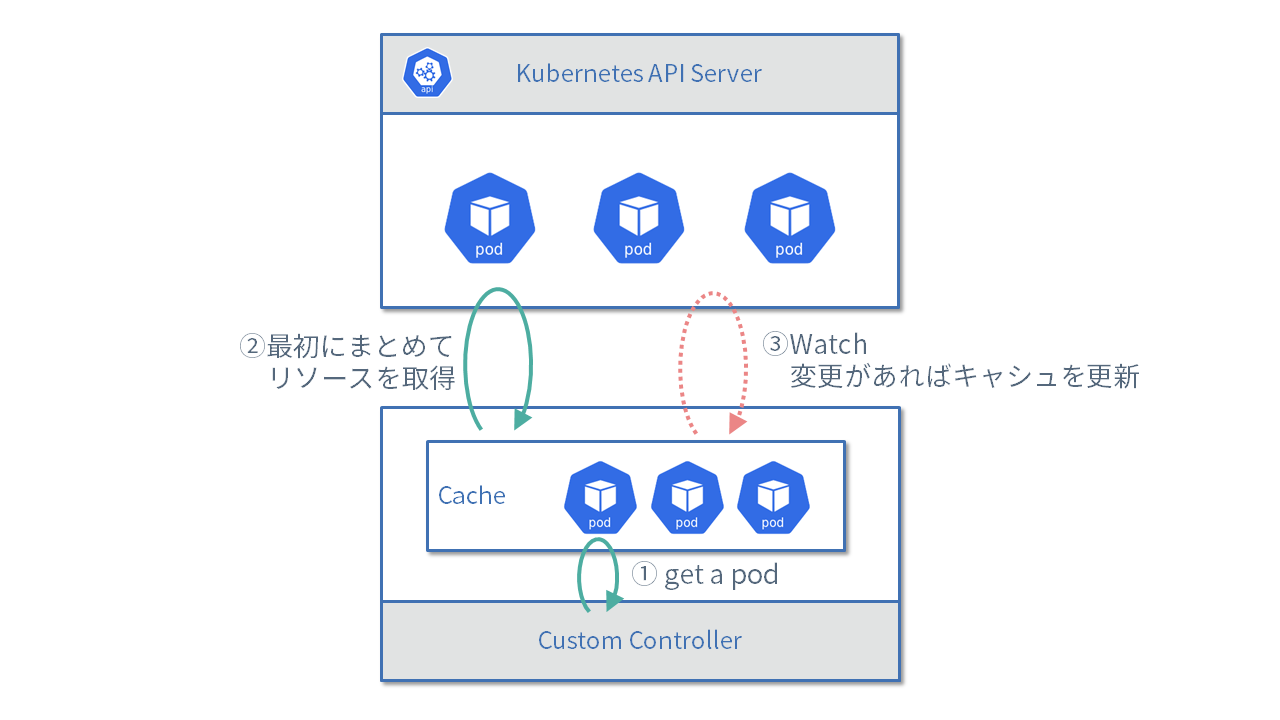 Kubernetes API Server
api
pod
pod
pod
②最初にまとめて
リソースを取得
③Watch
変更があればキャシュを更新
Cache
pod
pod
pod
① get a pod
Custom Controller